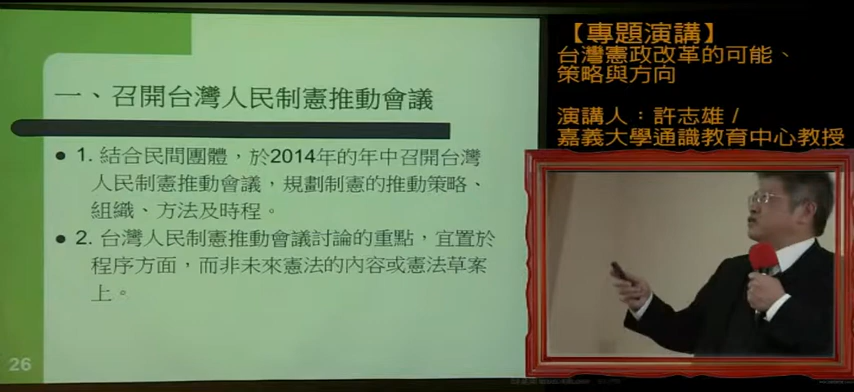 一、召開台灣人民制憲推動會議
● 1. 結合民間團體，於2014年的年中召開台灣
人民制憲推動會議，規劃制憲的推動策略、
組織、方法及時程。
● 2. 台灣人民制憲推動會議討論的重點，宜置於
程序方面，而非未來憲法的內容或憲法草案
上。
26
【專題演講】
台灣憲政改革的可能、
策略與方向
演講人：許志雄 /
嘉義大學通識教育中心教授